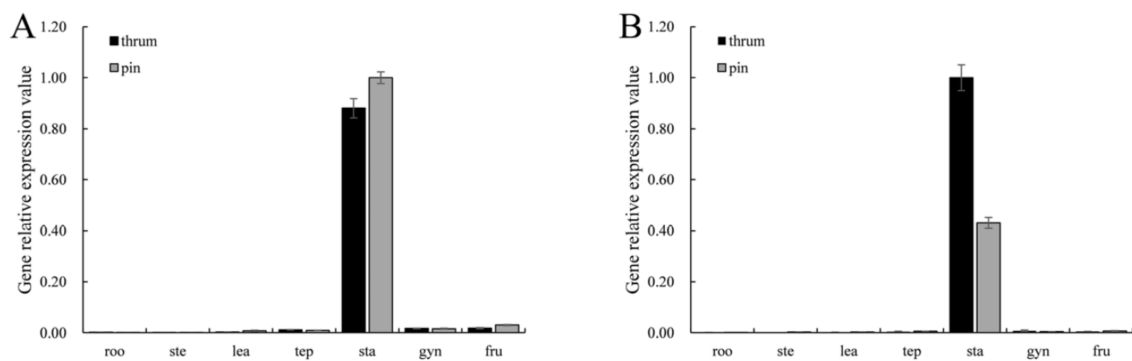 A
Gene relative expression value
1.20
1.00
0.80
0.60
0.40
0.20
0.00
thrum
pin
roo ste lea tep sta gyn fru
B
Gene relative expression value
1.20
1.00
0.80
0.60
0.40
0.20
0.00
thrum
pin
roo ste lea tep sta gyn fru